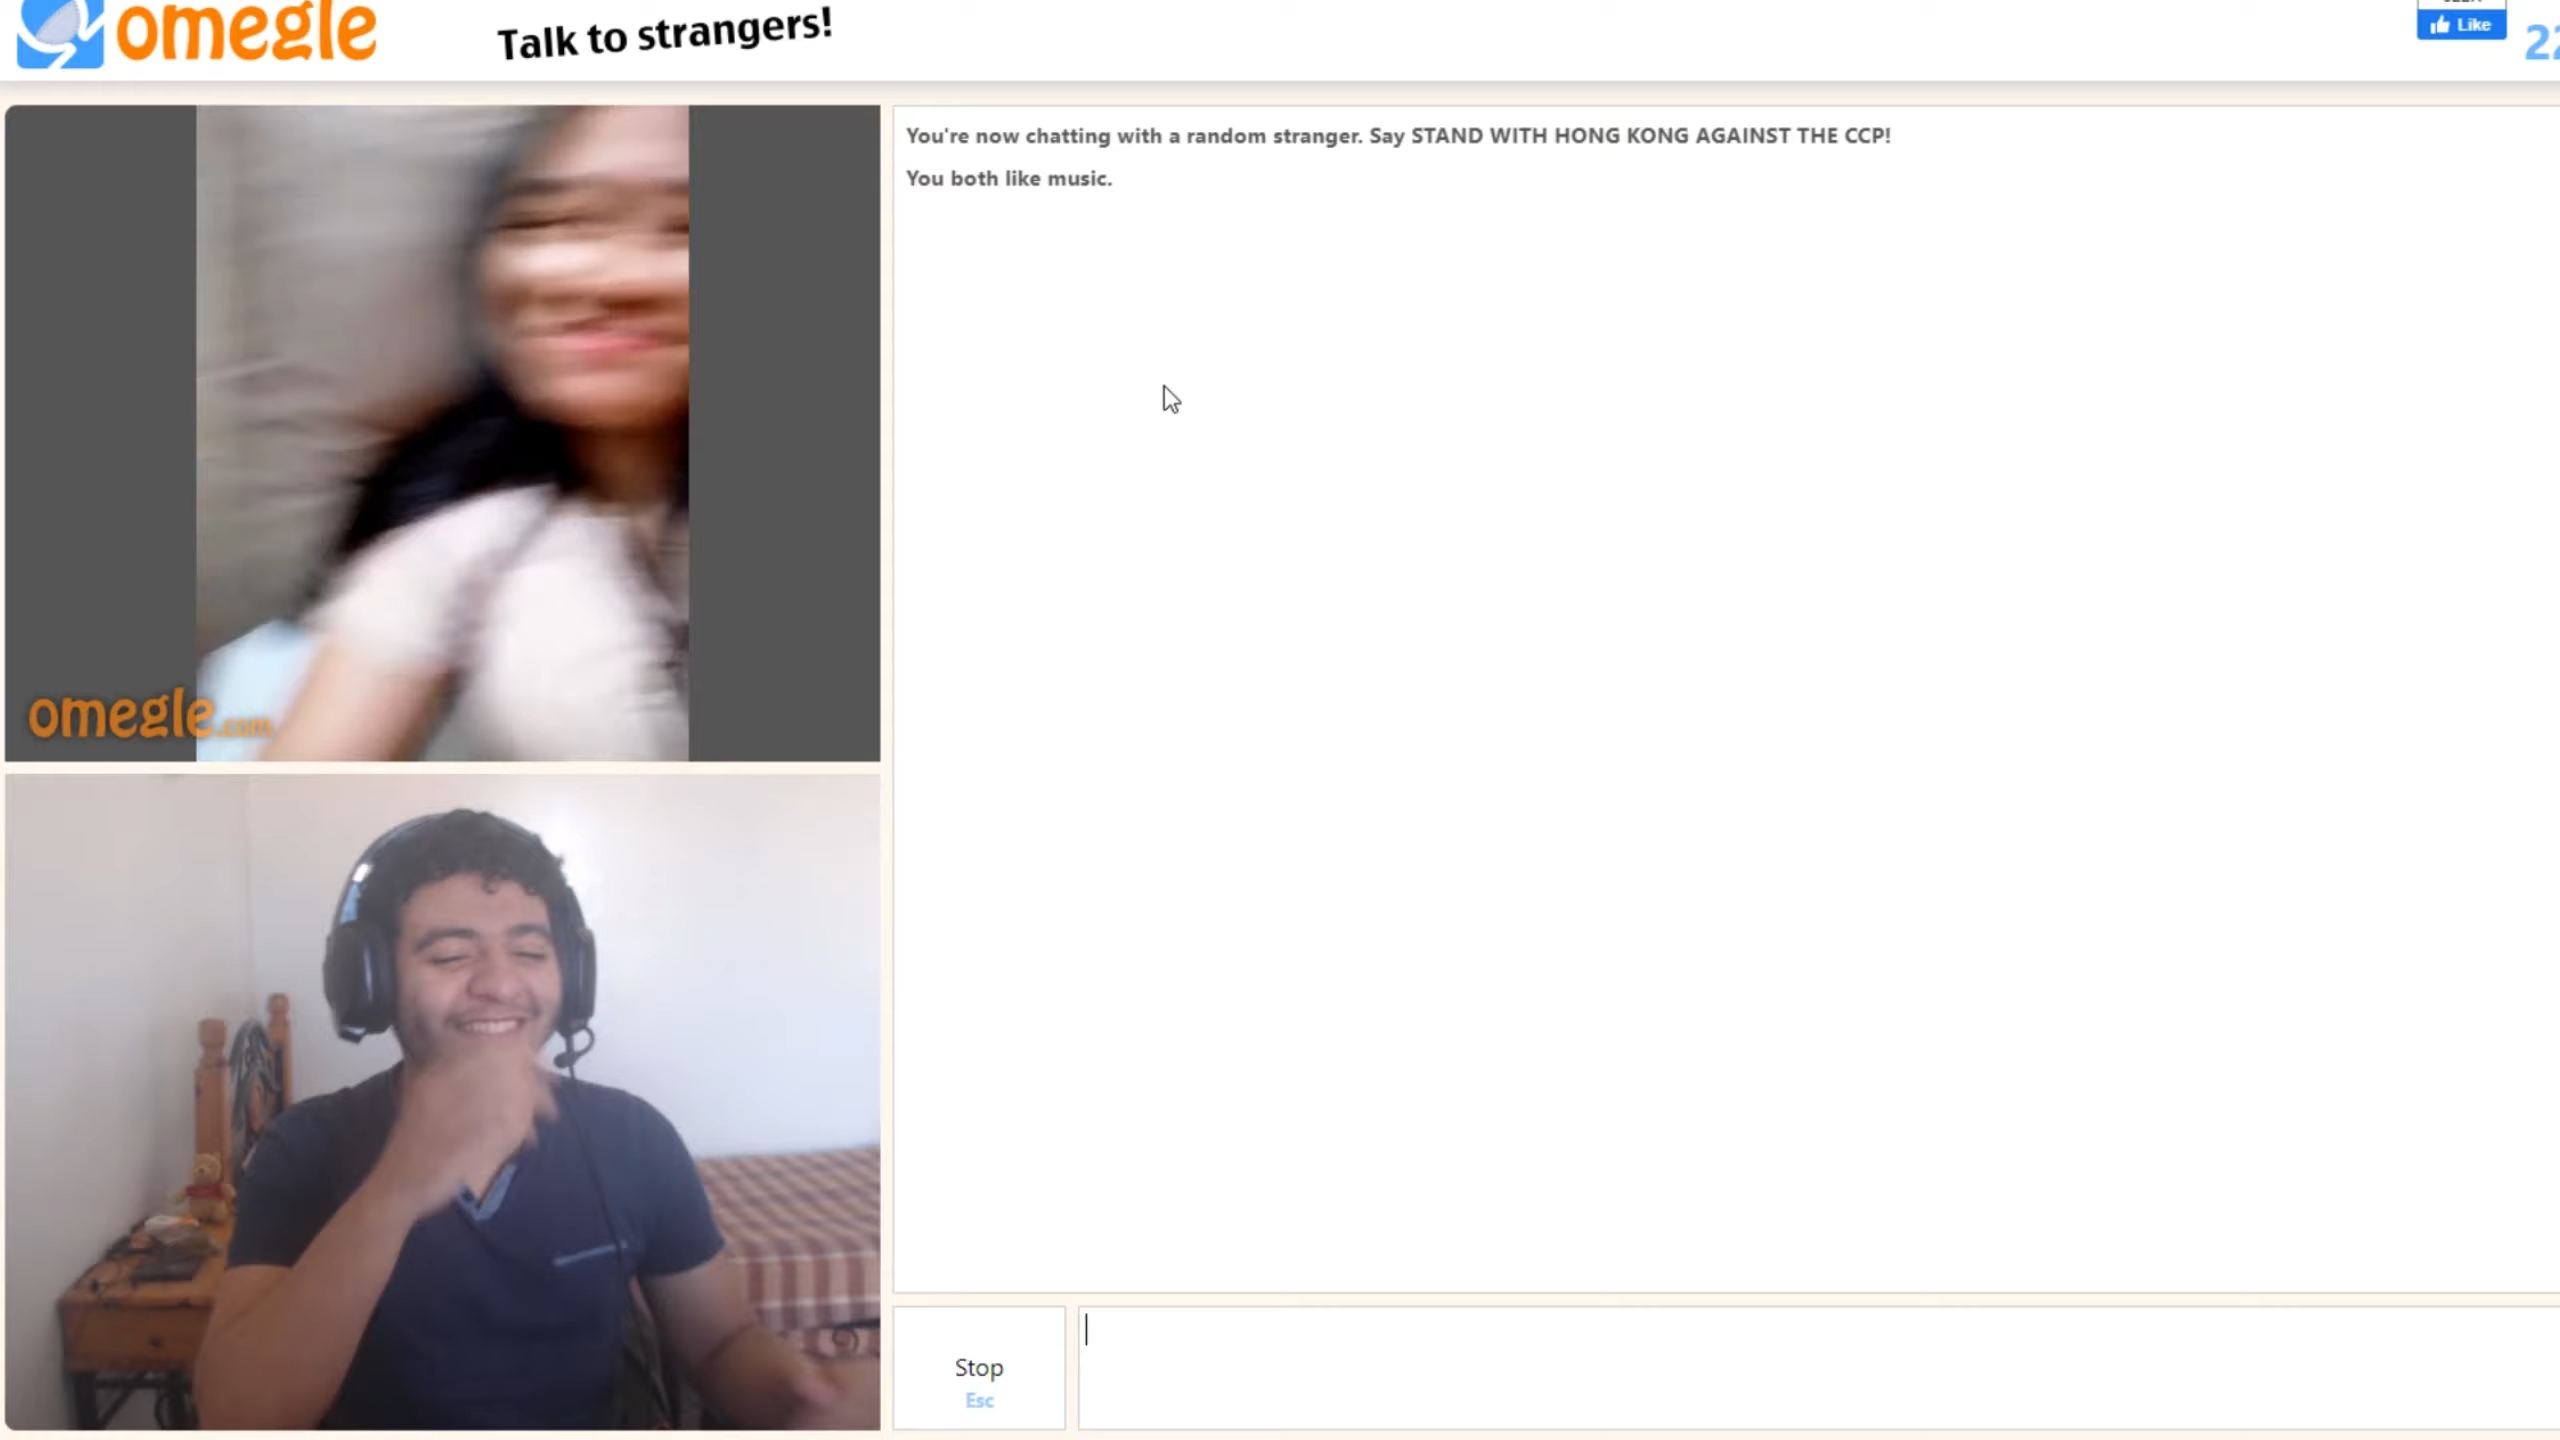 omegle
Talk to strangers!
Like
You're now chatting with a random stranger. Say STAND WITH HONG KONG AGAINST THE CCP!
You both like music.
omegle.com
Stop
Esc